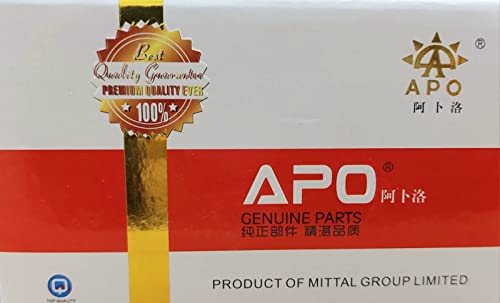 Best
Quality Guarantee
PREMIUM QUALITY EVER
100%
®
APO
阿卜洛
APO® 阿卜洛
GENUINE PARTS
纯正部件 精湛品质
TOP QUALITY
PRODUCT OF MITTAL GROUP LIMITED